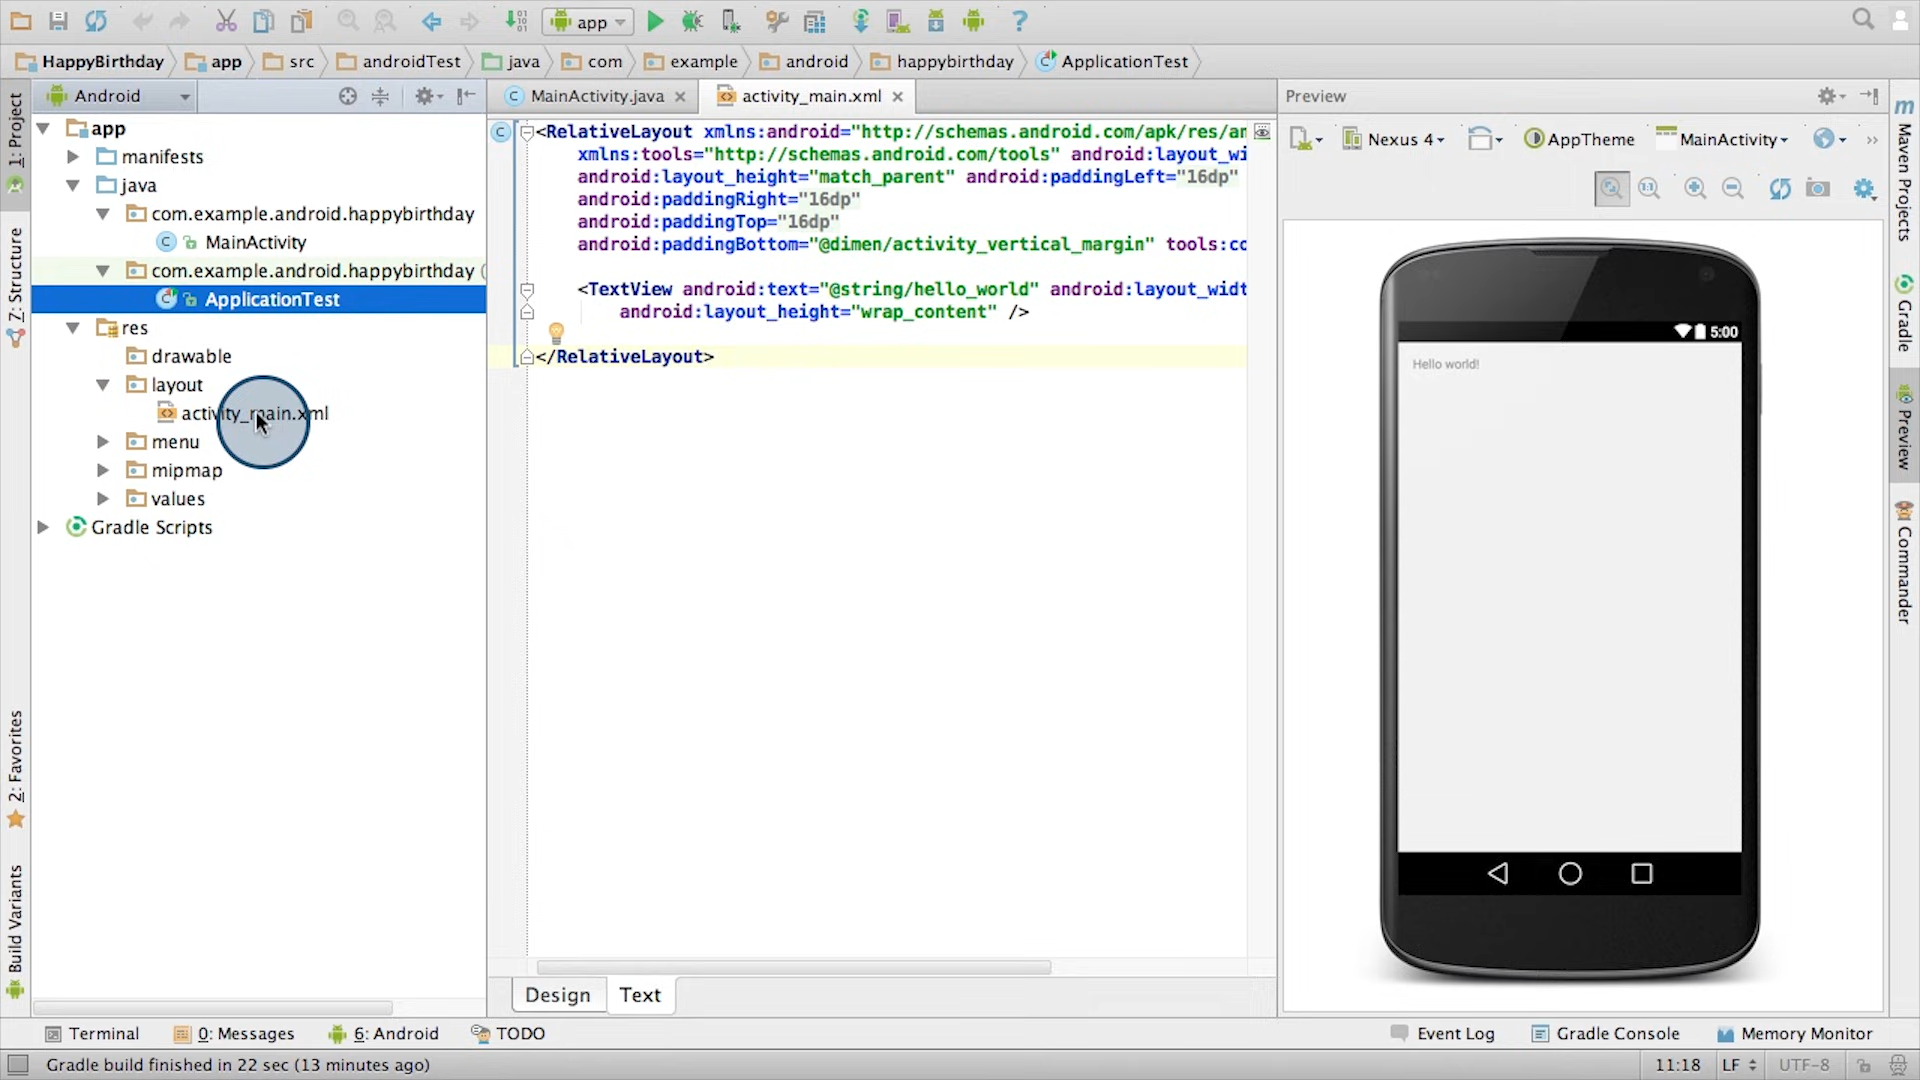 app
HappyBirthday app src androidTest java com example android happybirthday ApplicationTest
1: Project
Z: Structure
2: Favorites
Build Variants
Android
app
manifests
java
com.example.android.happybirthday
MainActivity
com.example.android.happybirthday (
ApplicationTest
res
drawable
layout
activity_main.xml
menu
mipmap
values
Gradle Scripts
MainActivity.java activity_main.xml
<RelativeLayout xmlns:android="http://schemas.android.com/apk/res/an
xmlns:tools="http://schemas.android.com/tools" android:layout_wi
android:layout_height="match_parent" android:paddingLeft="16dp"
android:paddingRight="16dp"
android:paddingTop="16dp"
android:paddingBottom="@dimen/activity_vertical_margin" tools:co
<TextView android:text="@string/hello_world" android:layout_widt
android:layout_height="wrap_content" />
</RelativeLayout>
Design Text
Preview
Nexus 4 AppTheme MainActivity
1:1
5:00
Hello world!
Maven Projects
Gradle
Preview
Commander
Terminal 0: Messages 6: Android TODO Event Log Gradle Console Memory Monitor
Gradle build finished in 22 sec (13 minutes ago) 11:18 LF UTF-8